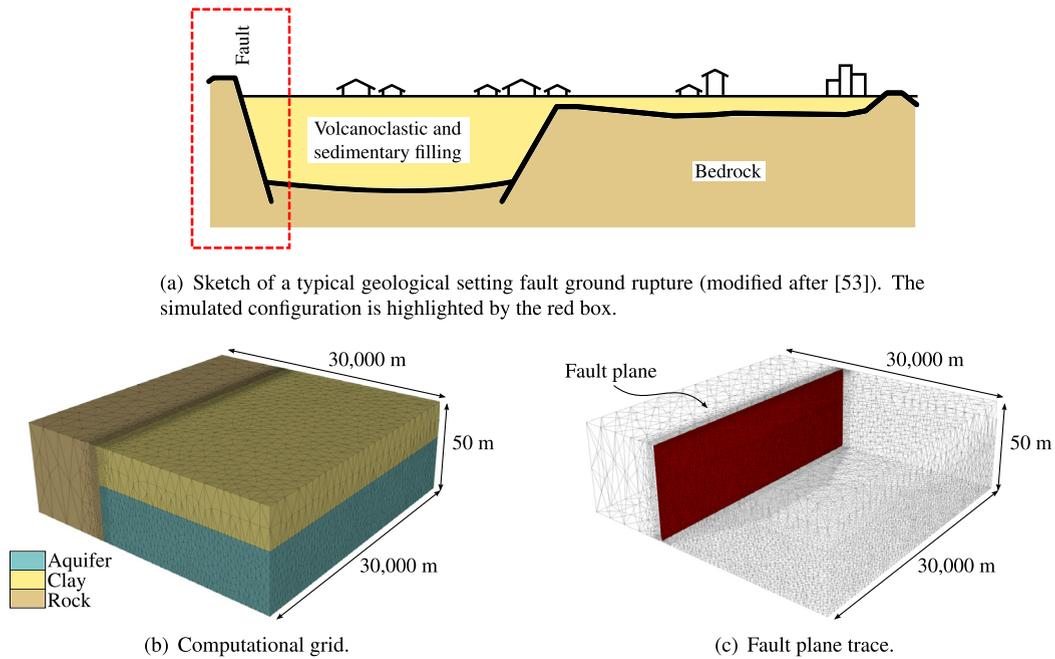 Fault
Volcanoclastic and
sedimentary filling
Bedrock
(a) Sketch of a typical geological setting fault ground rupture (modified after [53]). The
simulated configuration is highlighted by the red box.
30,000 m
50 m
30,000 m
Aquifer
Clay
Rock
(b) Computational grid.
Fault plane
30,000 m
50 m
30,000 m
(c) Fault plane trace.